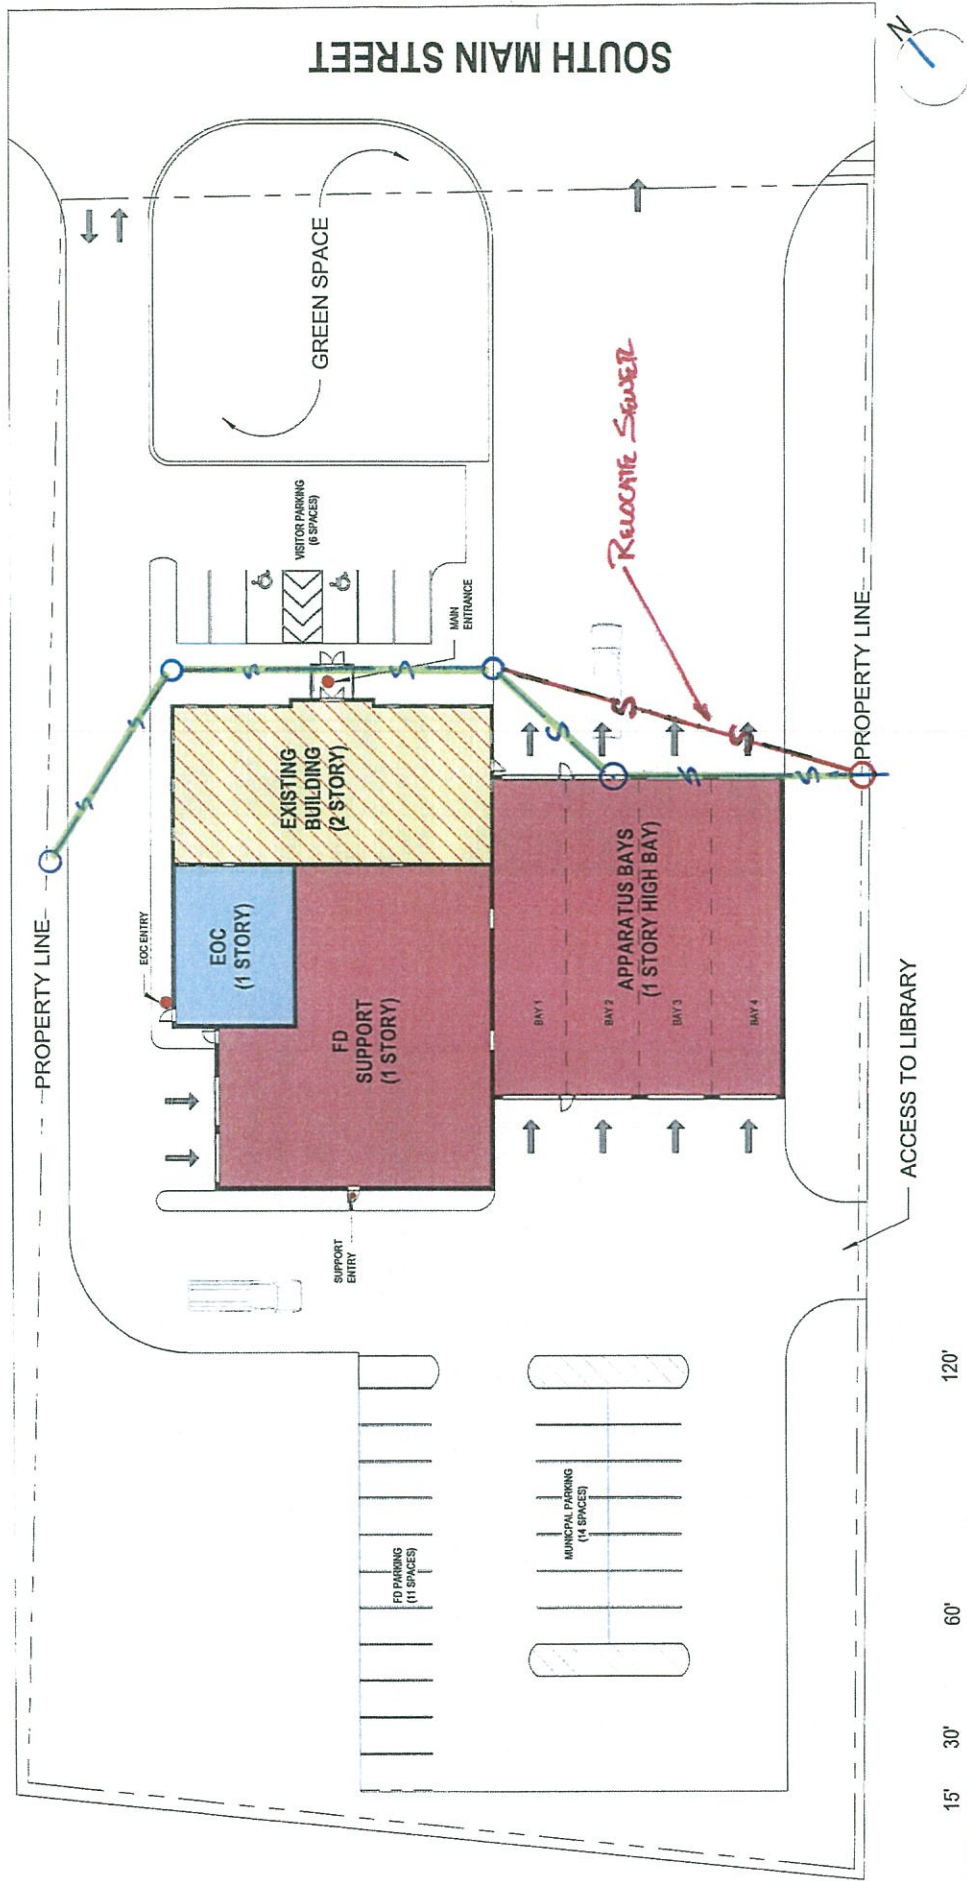 SOUTH MAIN STREET
N
GREEN SPACE
VISITOR PARKING
(6 SPACES)
MAIN
ENTRANCE
RELOCATE SEWER
PROPERTY LINE
PROPERTY LINE
S
S
S
S
S
S
S
S
S
EXISTING
BUILDING
(2 STORY)
EOC ENTRY
EOC
(1 STORY)
FD
SUPPORT
(1 STORY)
APPARATUS BAYS
(1 STORY HIGH BAY)
BAY 1
BAY 2
BAY 3
BAY 4
SUPPORT
ENTRY
ACCESS TO LIBRARY
FD PARKING
(11 SPACES)
MUNICPAL PARKING
(14 SPACES)
15'
30'
60'
120'